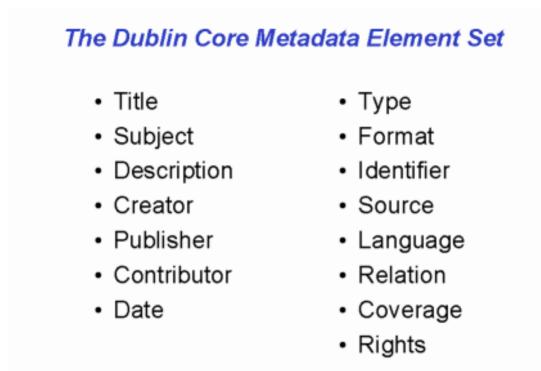 The Dublin Core Metadata Element Set
• Title
• Subject
• Description
• Creator
• Publisher
• Contributor
• Date
• Type
• Format
• Identifier
• Source
• Language
• Relation
• Coverage
• Rights